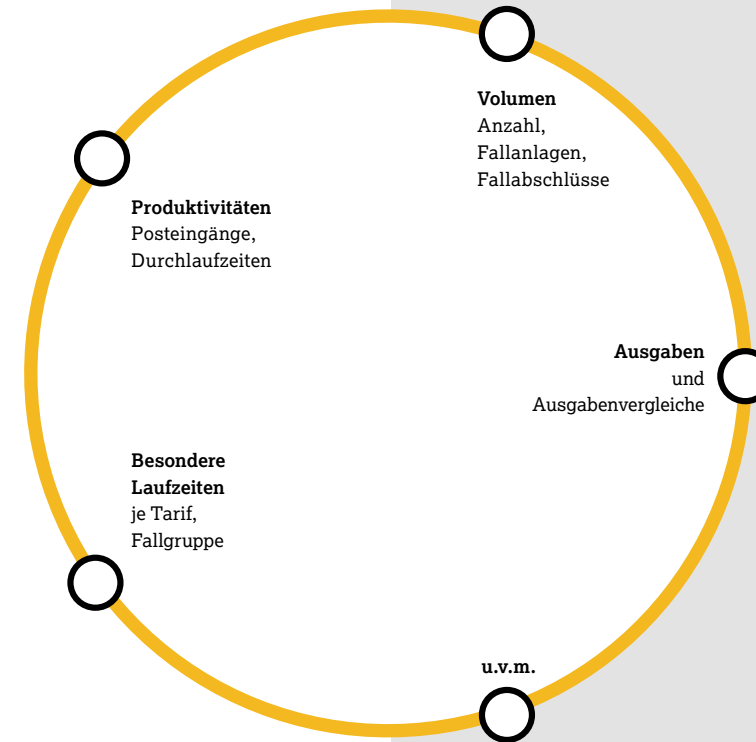 Volumen
Anzahl,
Fallanlagen,
Fallabschlüsse
Produktivitäten
Posteingänge,
Durchlaufzeiten
Ausgaben
und
Ausgabenvergleiche
Besondere
Laufzeiten
je Tarif,
Fallgruppe
u.v.m.